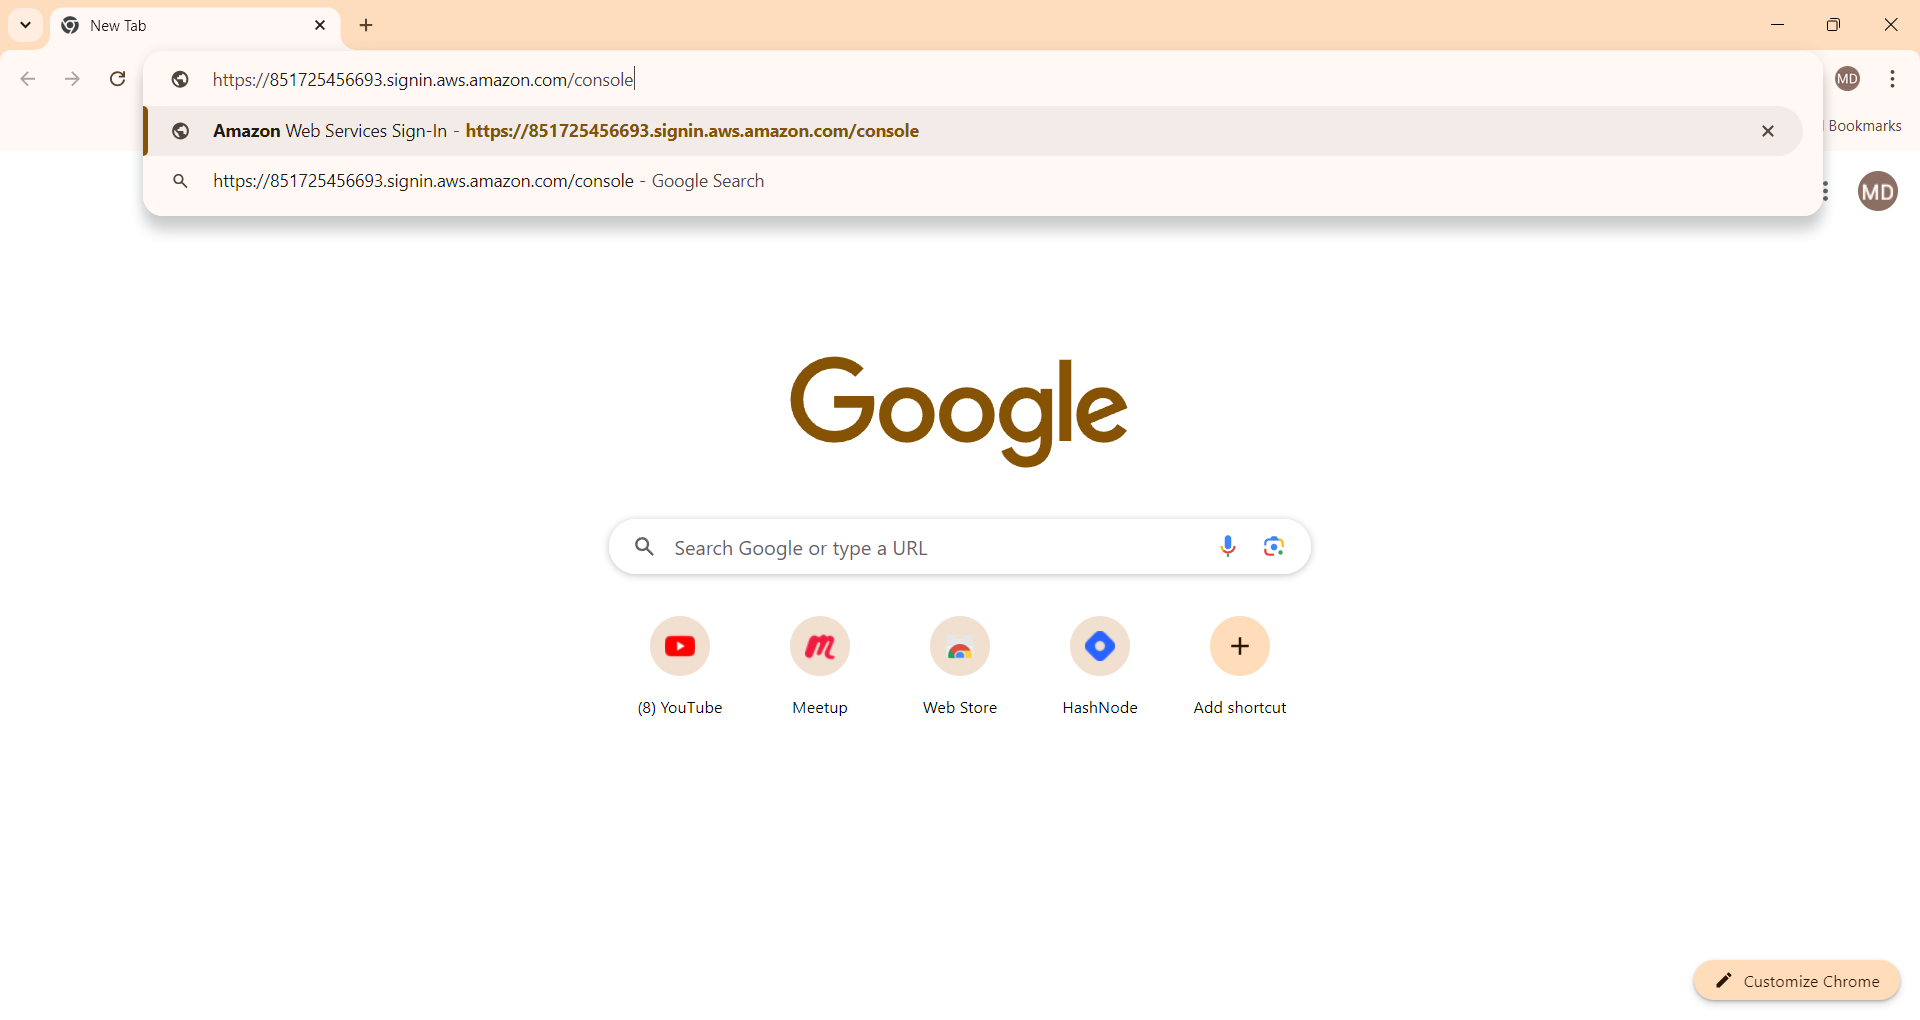 New Tab
https://851725456693.signin.aws.amazon.com/console
MD
Amazon Web Services Sign-In - https://851725456693.signin.aws.amazon.com/console
Bookmarks
https://851725456693.signin.aws.amazon.com/console - Google Search
MD
Google
Search Google or type a URL
(8) YouTube
Meetup
Web Store
HashNode
Add shortcut
Customize Chrome